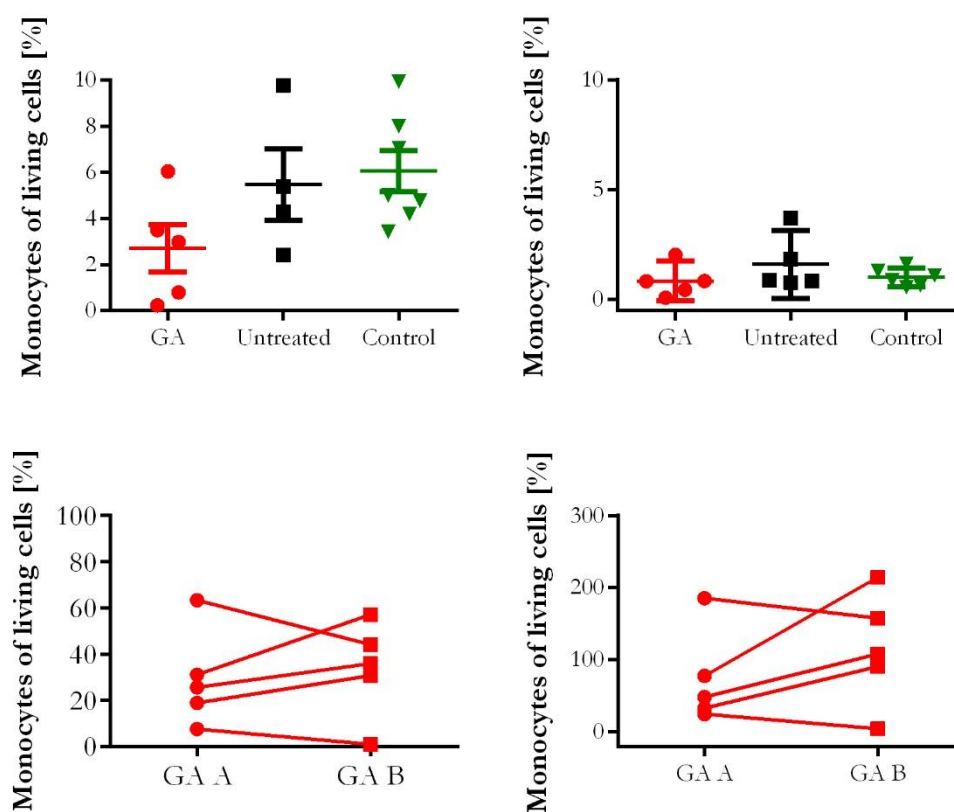 Monocytes of living cells [%]
10
8
6
4
2
0
GA Untreated Control
Monocytes of living cells [%]
10
5
0
GA Untreated Control
Monocytes of living cells [%]
100
80
60
40
20
0
GA A GA B
Monocytes of living cells [%]
300
200
100
0
GA A GA B